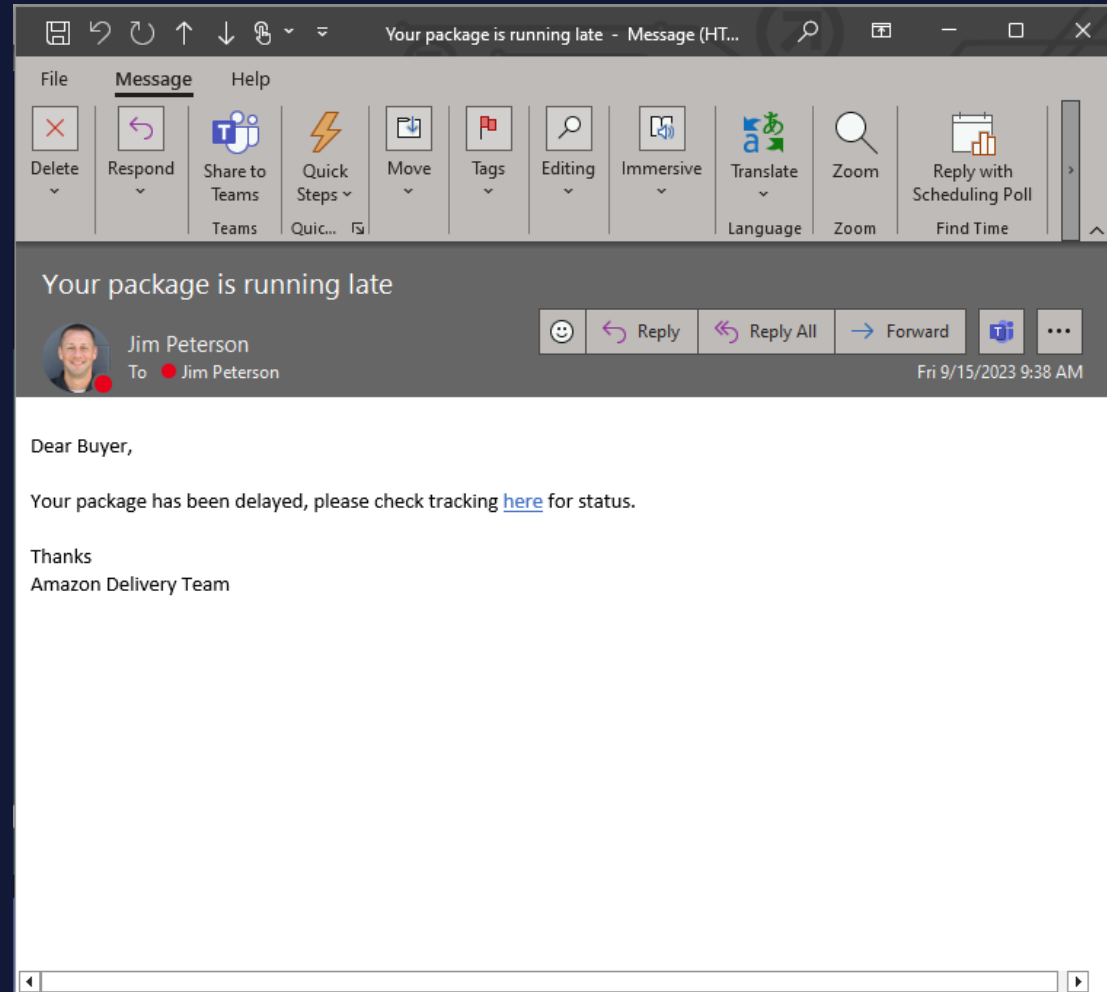 Your package is running late - Message (HT...
File Message Help
Delete Respond Share to Teams Quick Steps Move Tags Editing Immersive Translate Zoom Reply with Scheduling Poll
Teams Quic... Language Zoom Find Time
Your package is running late
Jim Peterson
To Jim Peterson
Reply Reply All Forward
Fri 9/15/2023 9:38 AM
Dear Buyer,
Your package has been delayed, please check tracking here for status.
Thanks
Amazon Delivery Team